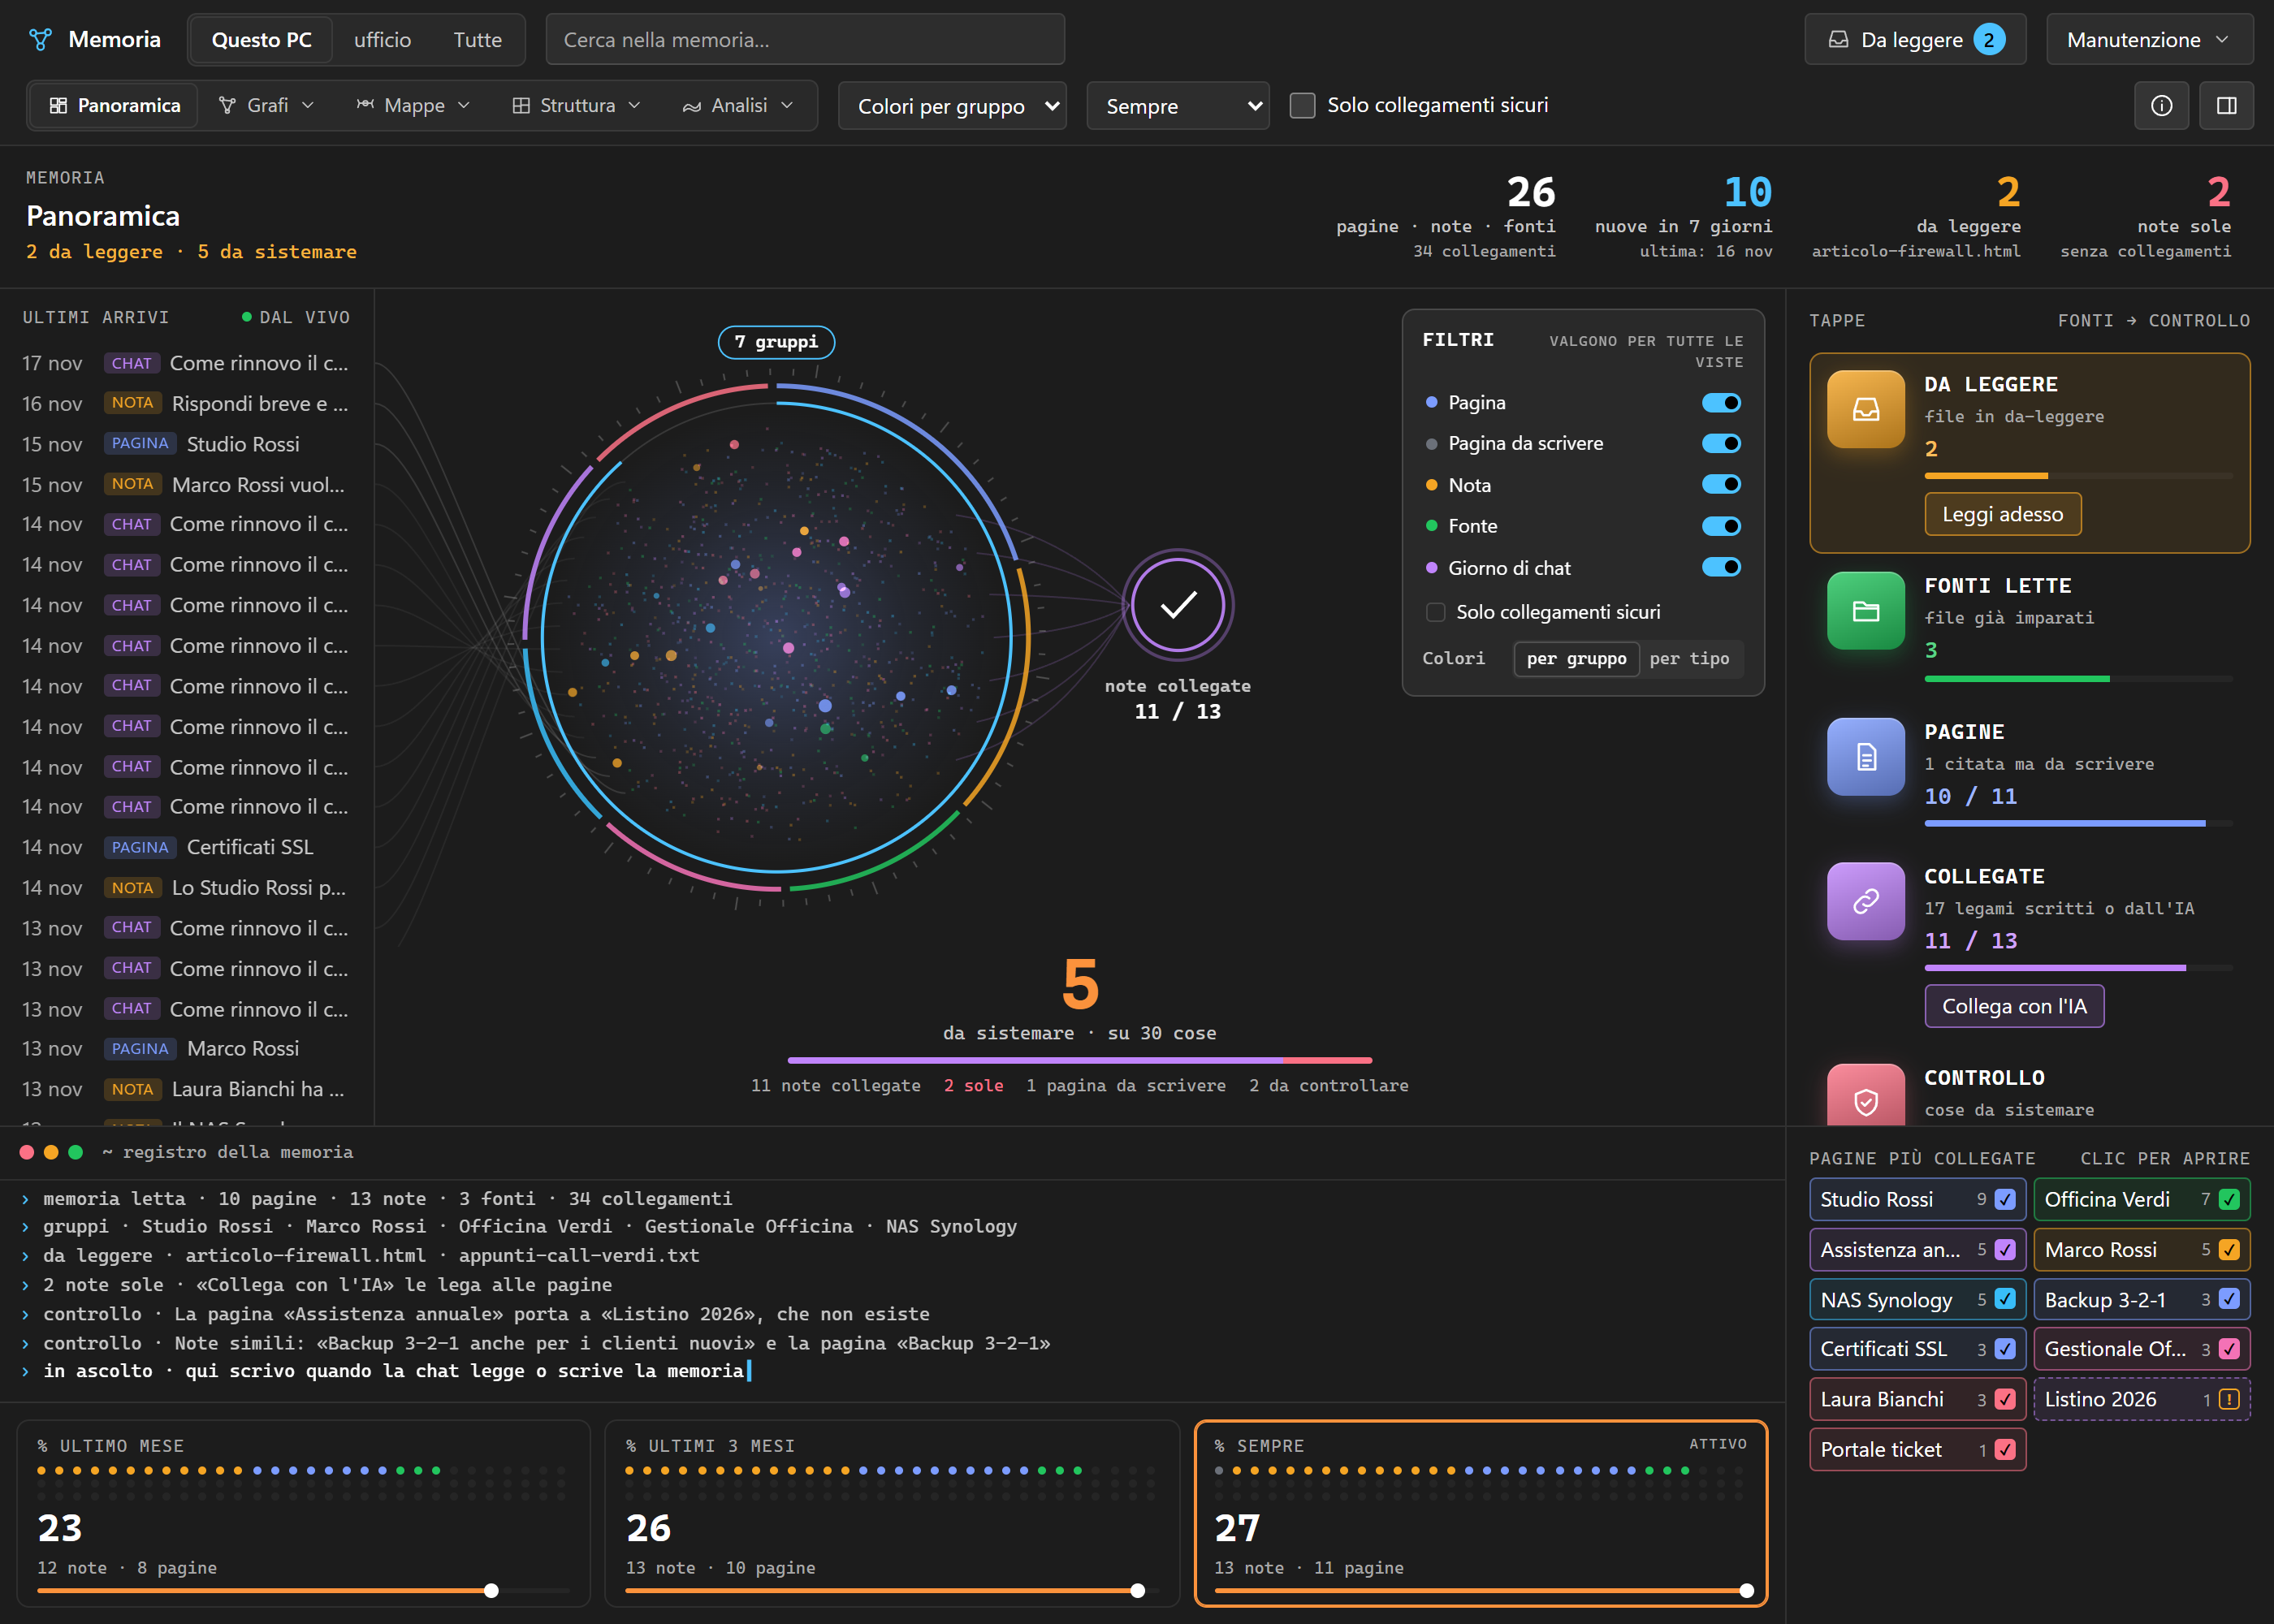 Memoria
Questo PC ufficio Tutte
Cerca nella memoria...
Da leggere 2
Manutenzione
Panoramica Grafi Mappe Struttura Analisi
Colori per gruppo
Sempre
Solo collegamenti sicuri
MEMORIA
Panoramica
2 da leggere · 5 da sistemare
26
pagine · note · fonti
34 collegamenti
10
nuove in 7 giorni
ultima: 16 nov
2
da leggere
articolo-firewall.html
2
note sole
senza collegamenti
ULTIMI ARRIVI DAL VIVO
17 nov CHAT Come rinnovo il c...
16 nov NOTA Rispondi breve e ...
15 nov PAGINA Studio Rossi
15 nov NOTA Marco Rossi vuol...
14 nov CHAT Come rinnovo il c...
14 nov CHAT Come rinnovo il c...
14 nov CHAT Come rinnovo il c...
14 nov CHAT Come rinnovo il c...
14 nov CHAT Come rinnovo il c...
14 nov CHAT Come rinnovo il c...
14 nov CHAT Come rinnovo il c...
14 nov CHAT Come rinnovo il c...
14 nov PAGINA Certificati SSL
14 nov NOTA Lo Studio Rossi p...
13 nov CHAT Come rinnovo il c...
13 nov CHAT Come rinnovo il c...
13 nov CHAT Come rinnovo il c...
13 nov PAGINA Marco Rossi
13 nov NOTA Laura Bianchi ha ...
7 gruppi
note collegate
11 / 13
FILTRI VALGONO PER TUTTE LE
VISTE
Pagina
Pagina da scrivere
Nota
Fonte
Giorno di chat
Solo collegamenti sicuri
Colori per gruppo per tipo
5
da sistemare · su 30 cose
11 note collegate 2 sole 1 pagina da scrivere 2 da controllare
TAPPE FONTI → CONTROLLO
DA LEGGERE
file in da-leggere
2
Leggi adesso
FONTI LETTE
file già imparati
3
PAGINE
1 citata ma da scrivere
10 / 11
COLLEGATE
17 legami scritti o dall'IA
11 / 13
Collega con l'IA
CONTROLLO
cose da sistemare
~ registro della memoria
› memoria letta · 10 pagine · 13 note · 3 fonti · 34 collegamenti
› gruppi · Studio Rossi · Marco Rossi · Officina Verdi · Gestionale Officina · NAS Synology
› da leggere · articolo-firewall.html · appunti-call-verdi.txt
› 2 note sole · «Collega con l'IA» le lega alle pagine
› controllo · La pagina «Assistenza annuale» porta a «Listino 2026», che non esiste
› controllo · Note simili: «Backup 3-2-1 anche per i clienti nuovi» e la pagina «Backup 3-2-1»
› in ascolto · qui scrivo quando la chat legge o scrive la memoria
PAGINE PIÙ COLLEGATE CLIC PER APRIRE
Studio Rossi 9 Officina Verdi 7
Assistenza an... 5 Marco Rossi 5
NAS Synology 5 Backup 3-2-1 3
Certificati SSL 3 Gestionale Of... 3
Laura Bianchi 3 Listino 2026 1 !
Portale ticket 1
% ULTIMO MESE
23
12 note · 8 pagine
% ULTIMI 3 MESI
26
13 note · 10 pagine
% SEMPRE ATTIVO
27
13 note · 11 pagine